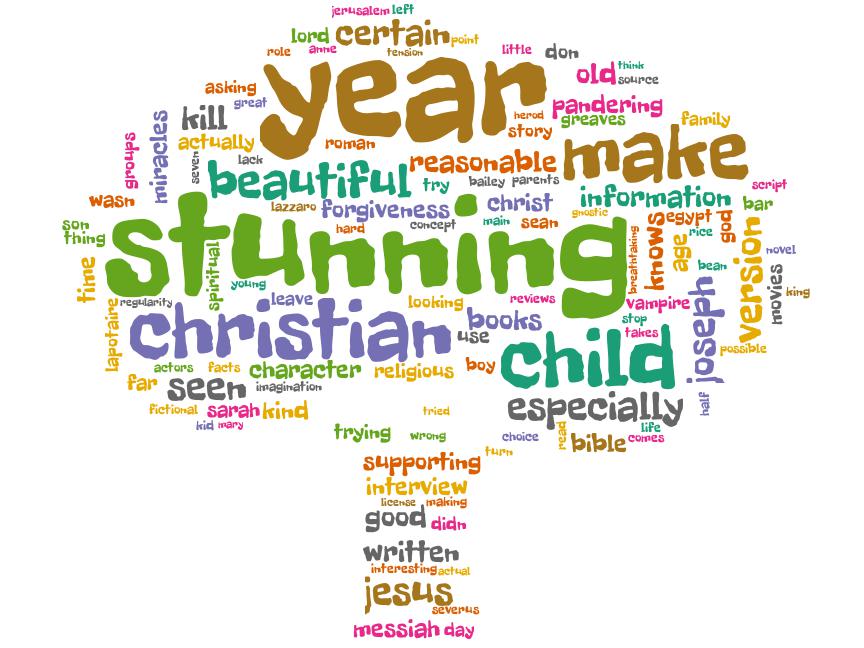 jerusalem left
lord certain point
role anne tension little don
year
old think
source
asking
great
pandering
herod
greaves
family
kill
story
actually
roman
make
groups
miracles
seven
lack
reasonable
beautiful try bailey parents
script
wasn
lazzaro forgiveness
christ
information bar
son
thing
hard
concept
main sean
gnostic
egypt
rice
god
stunning
breathtaking
knows
age
version
novel
time
spiritual
young
bean
movies
king
lapotaire
regularity
leave
looking
reviews
vampire
joseph
christian
use
books
stop
takes
possible
actors facts character religious boy child
far seen imagination
half
fictional sarah kind
tried
especially
kid mary
trying wrong
choice
read
bible
life
comes
turn
supporting
interview
license making
good didn
written
interesting actual
jesus
severus
messiah day